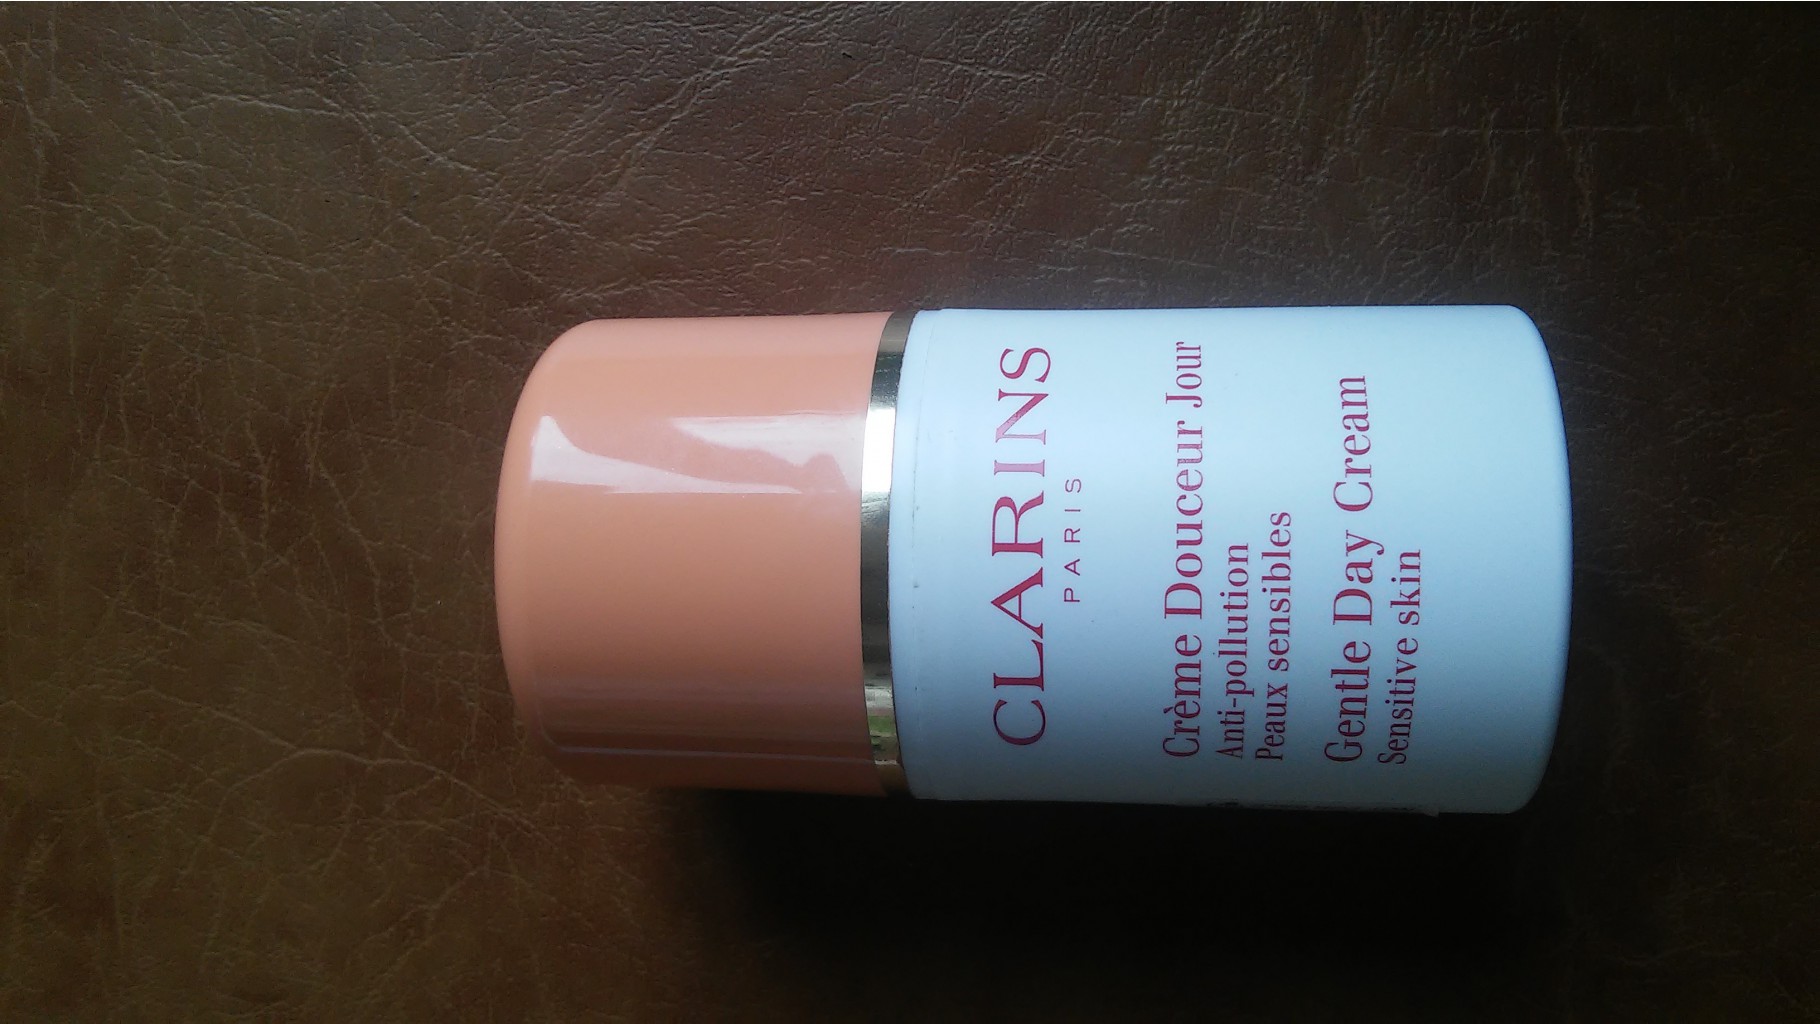 CLARINS
PARIS
Crème Douceur Jour
Anti-pollution
Peaux sensibles
Gentle Day Cream
Sensitive skin